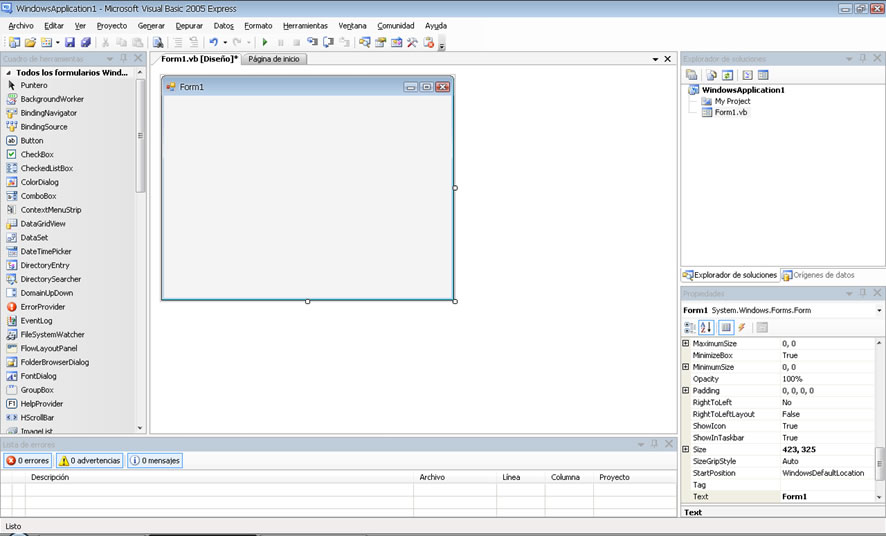 WindowsApplication1 - Microsoft Visual Basic 2005 Express
Archivo Editar Ver Proyecto Generar Depurar Datos Formato Herramientas Ventana Comunidad Ayuda
Cuadro de herramientas
Todos los formularios Wind...
Puntero
BackgroundWorker
BindingNavigator
BindingSource
Button
CheckBox
CheckedListBox
ColorDialog
ComboBox
ContextMenuStrip
DataGridView
DataSet
DateTimePicker
DirectoryEntry
DirectorySearcher
DomainUpDown
ErrorProvider
EventLog
FileSystemWatcher
FlowLayoutPanel
FolderBrowserDialog
FontDialog
GroupBox
HelpProvider
HScrollBar
ImageList
Form1.vb [Diseño]* Página de inicio
Form1
Explorador de soluciones
WindowsApplication1
My Project
Form1.vb
Explorador de soluciones Orígenes de datos
Propiedades
Form1 System.Windows.Forms.Form
MaximumSize 0, 0
MinimizeBox True
MinimumSize 0, 0
Opacity 100%
Padding 0, 0, 0, 0
RightToLeft No
RightToLeftLayout False
ShowIcon True
ShowInTaskbar True
Size 423, 325
SizeGripStyle Auto
StartPosition WindowsDefaultLocation
Tag
Text Form1
Text
Lista de errores
0 errores 0 advertencias 0 mensajes
Descripción Archivo Línea Columna Proyecto
Listo